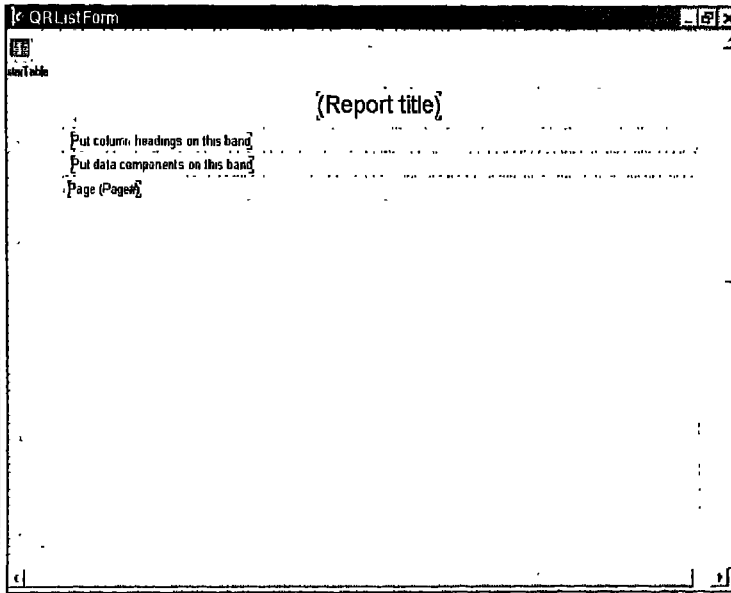 QRListForm
(Report title)
Put column headings on this band
Put data components on this band
Page (Page#)